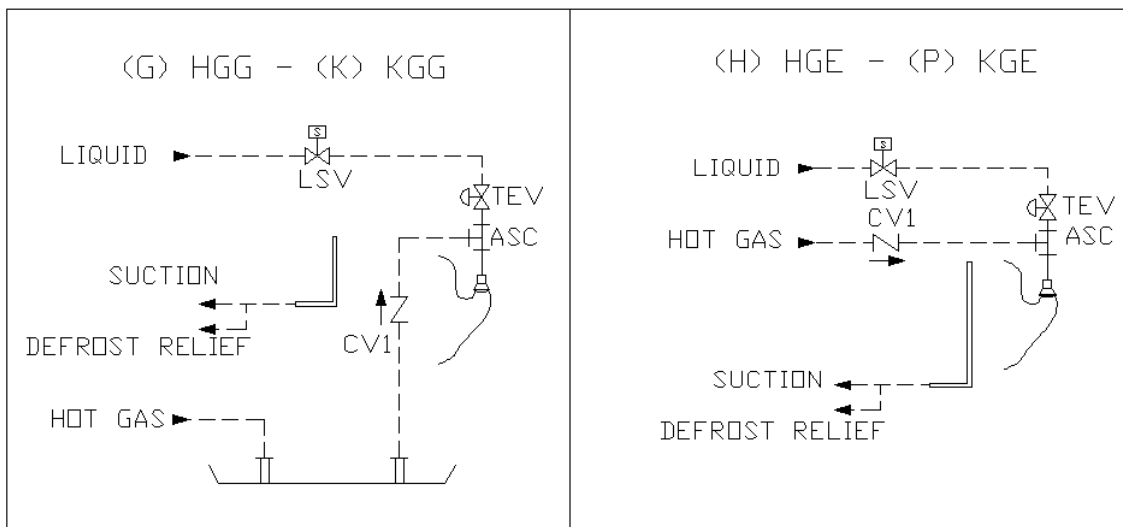 (G) HGG - (K) KGG
S
LIQUID
LSV
TEV
ASC
SUCTION
CV1
DEFROST RELIEF
HOT GAS
(H) HGE - (P) KGE
S
LIQUID
LSV
TEV
CV1
HOT GAS
ASC
SUCTION
DEFROST RELIEF